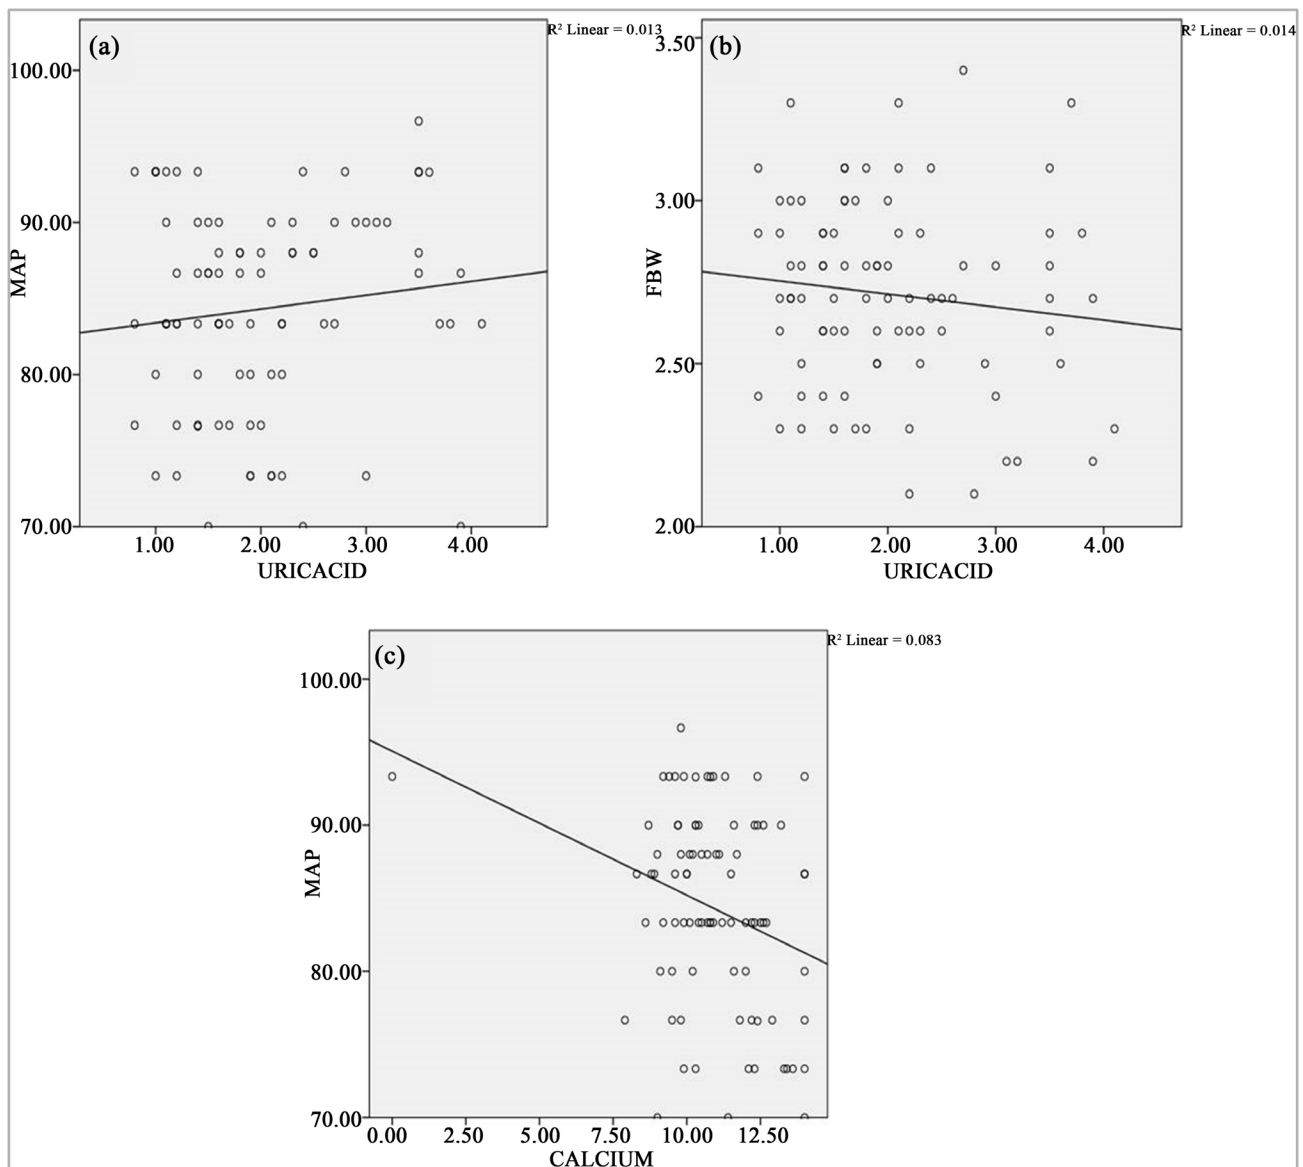 (a)
R² Linear = 0.013
100.00
90.00
80.00
70.00
MAP
1.00 2.00 3.00 4.00
URICACID
(b)
R² Linear = 0.014
3.50
3.00
2.50
2.00
FBW
1.00 2.00 3.00 4.00
URICACID
(c)
R² Linear = 0.083
100.00
90.00
80.00
70.00
MAP
0.00 2.50 5.00 7.50 10.00 12.50
CALCIUM